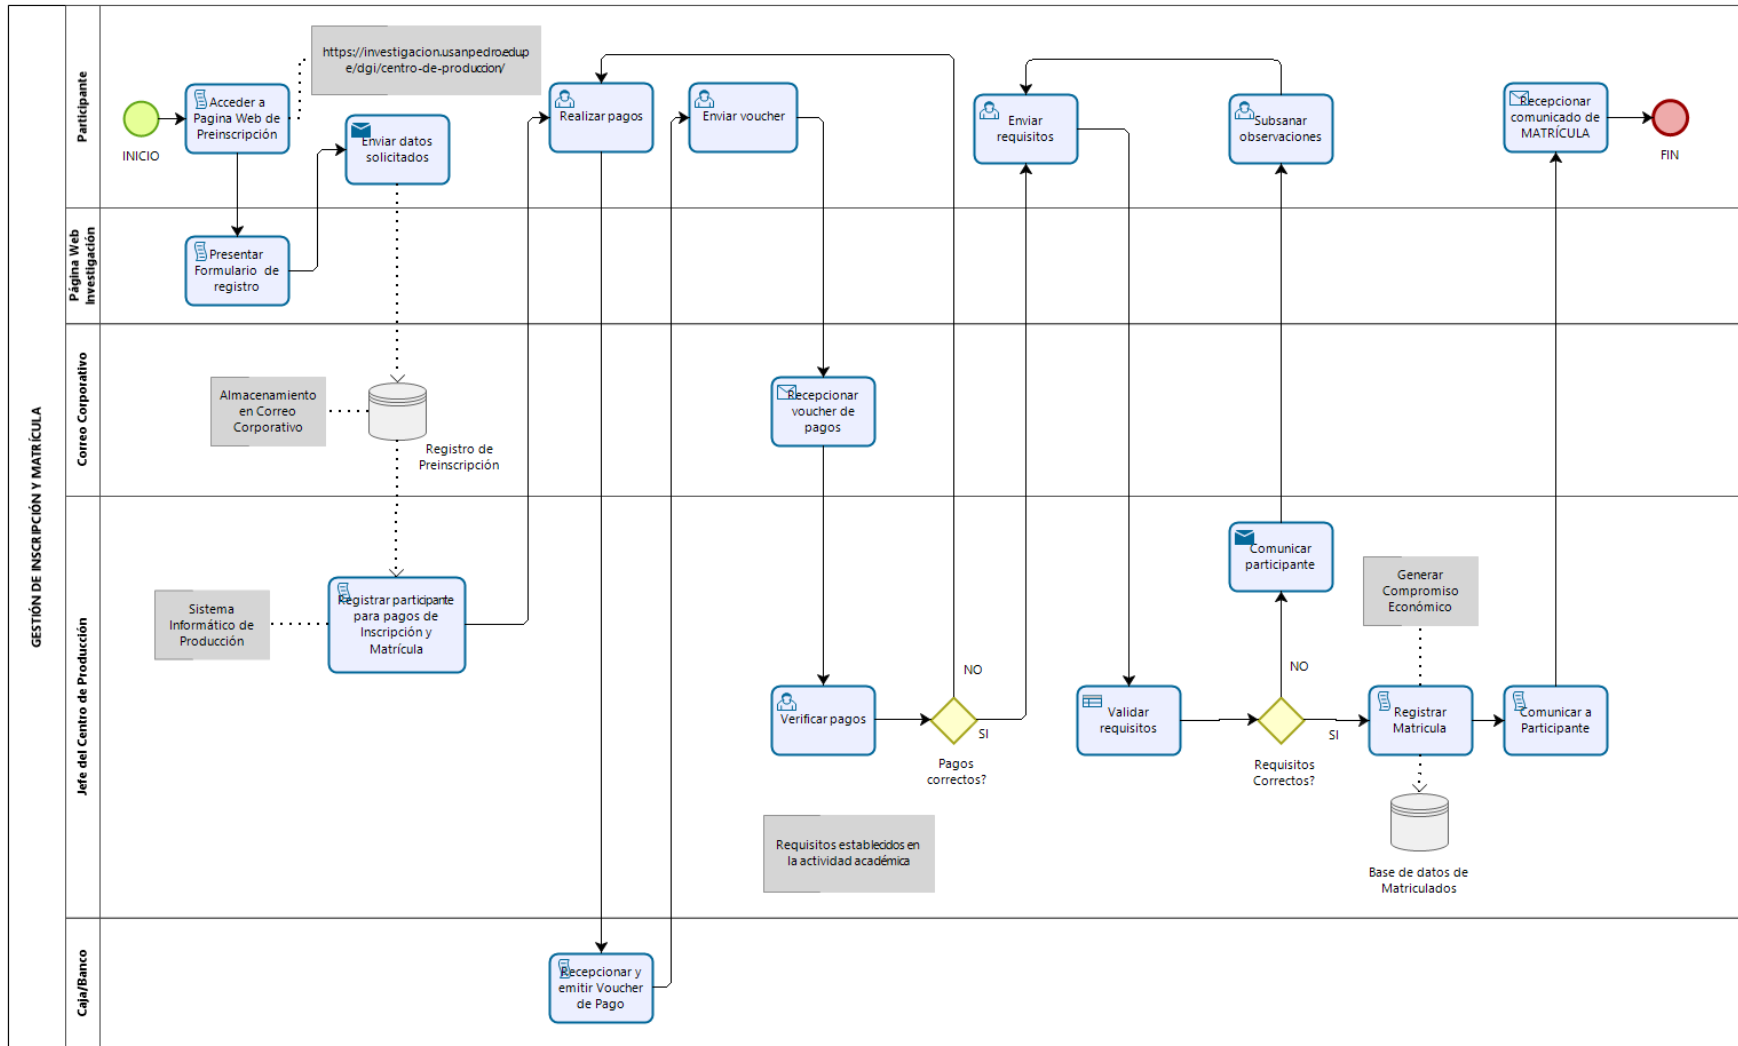 GESTIÓN DE INSCRIPCIÓN Y MATRÍCULA
Participante
INICIO
Acceder a
Pagina Web de
Preinscripción
https://investigacion.usanpedro.edu.p
e/dgi/centro-de-produccion/
Enviar datos
solicitados
Realizar pagos
Enviar voucher
Enviar
requisitos
Subsanar
observaciones
Recepcionar
comunicado de
MATRÍCULA
FIN
Página Web
Investigación
Presentar
Formulario de
registro
Correo Corporativo
Almacenamiento
en Correo
Corporativo
Registro de
Preinscripción
Recepcionar
voucher de
pagos
Jefe del Centro de Producción
Sistema
Informático de
Producción
Registrar participante
para pagos de
Inscripción y
Matrícula
Verificar pagos
NO
SI
Pagos
correctos?
Requisitos establecidos en
la actividad académica
Validar
requisitos
Comunicar
participante
NO
SI
Requisitos
Correctos?
Generar
Compromiso
Económico
Registrar
Matricula
Comunicar a
Participante
Base de datos de
Matriculados
Caja/Banco
Recepcionar y
emitir Voucher
de Pago